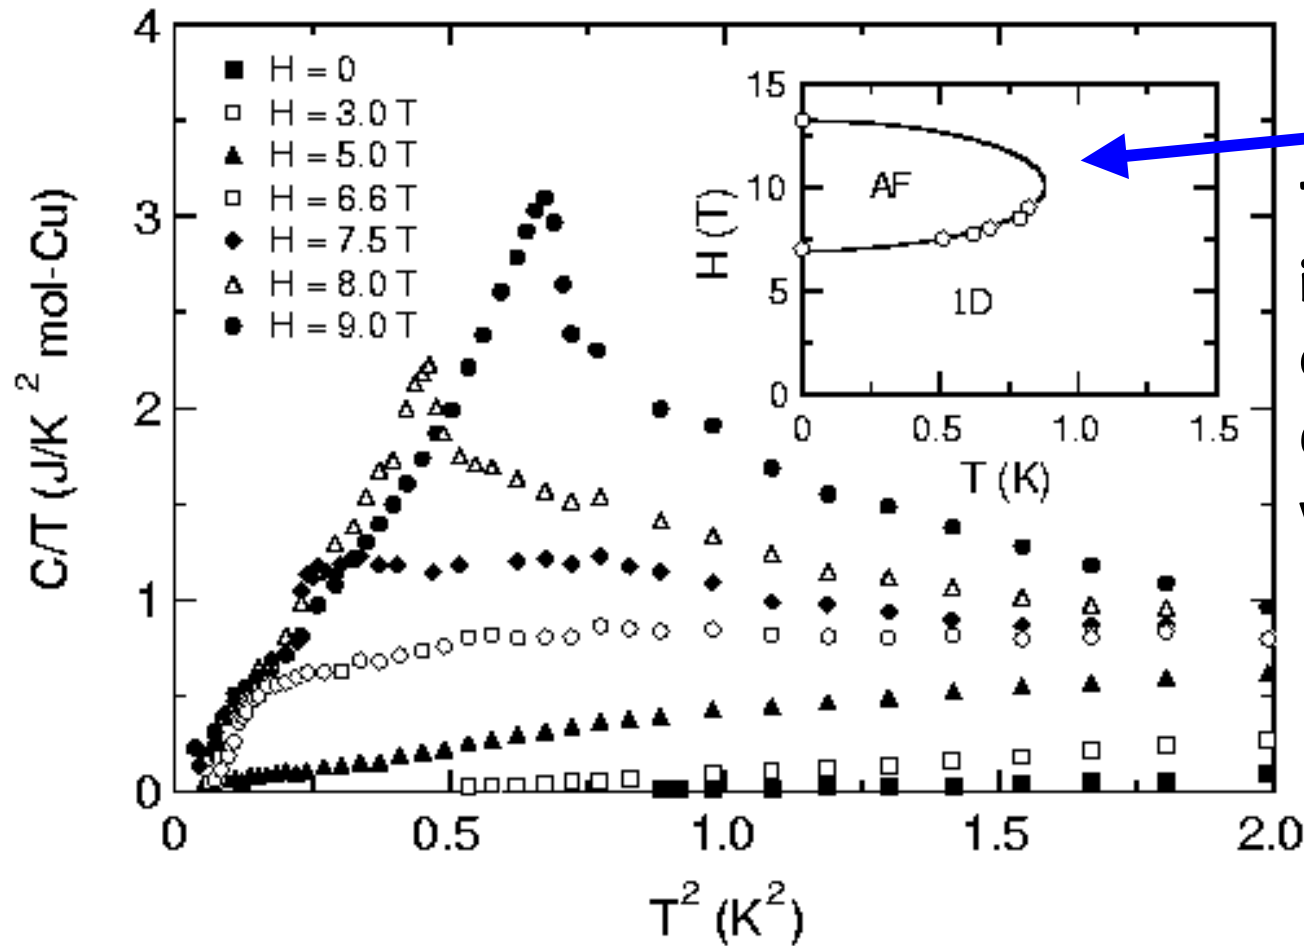 4
3
2
1
0
C/T (J/K 2 mol-Cu)
H = 0
H = 3.0 T
H = 5.0 T
H = 6.6 T
H = 7.5 T
H = 8.0 T
H = 9.0 T
15
10
5
0
H (T)
AF
1D
0 0.5 1.0 1.5
T (K)
0 0.5 1.0 1.5 2.0
T2 (K2)